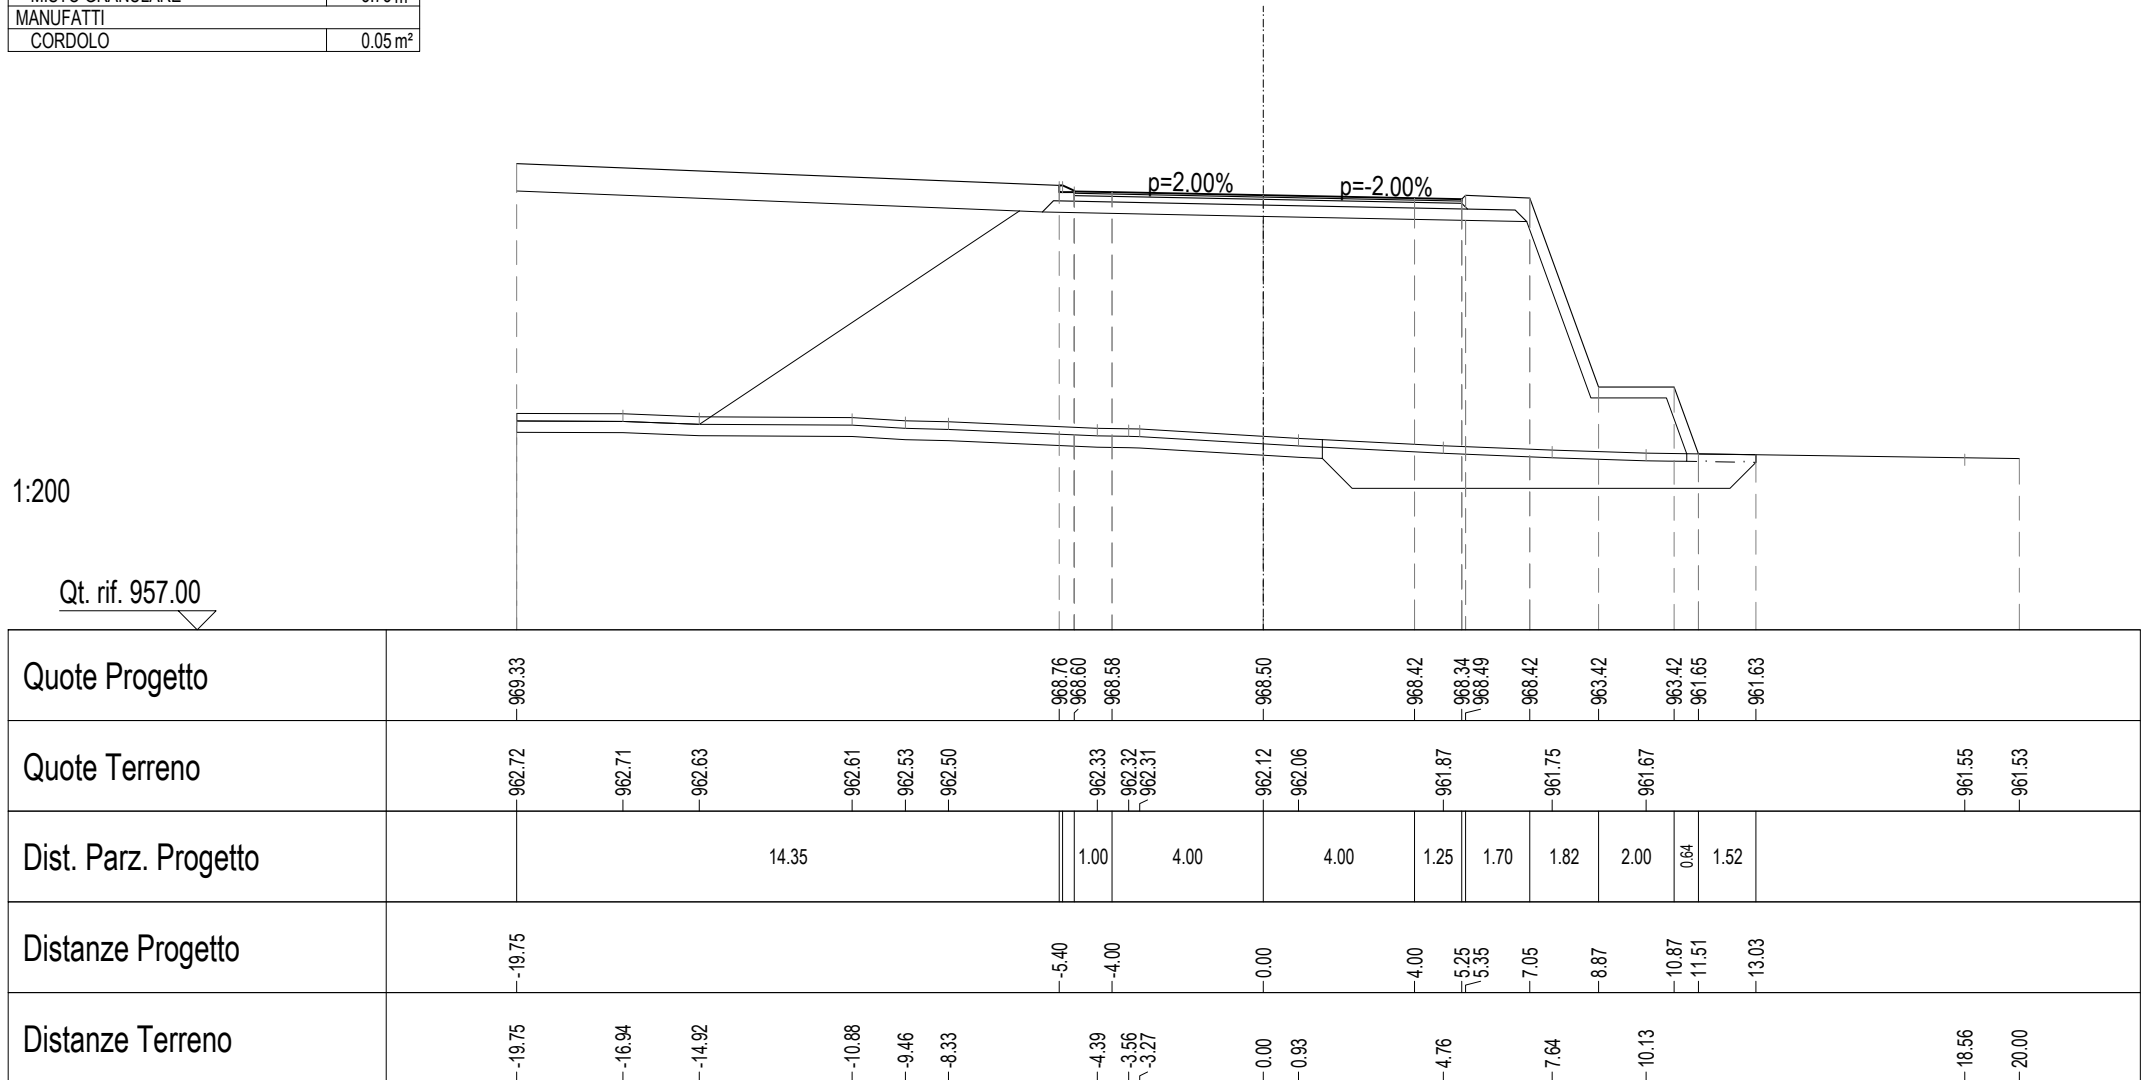 MANUFATTI
CORDOLO 0.05 m²
p=2.00% p=-2.00%
1:200
Qt. rif. 957.00
Quote Progetto 969.33 968.76 968.60 968.58 968.50 968.42 968.34 968.49 968.42 963.42 963.42 961.65 961.63
Quote Terreno 962.72 962.71 962.63 962.61 962.53 962.50 962.33 962.32 962.31 962.12 962.06 961.87 961.75 961.67 961.55 961.53
Dist. Parz. Progetto 14.35 1.00 4.00 4.00 1.25 1.70 1.82 2.00 0.64 1.52
Distanze Progetto -19.75 -5.40 -4.00 0.00 4.00 5.25 5.35 7.05 8.87 10.87 11.51 13.03
Distanze Terreno -19.75 -16.94 -14.92 -10.88 -9.46 -8.33 -4.39 -3.56 -3.27 0.00 0.93 4.76 7.64 10.13 18.56 20.00